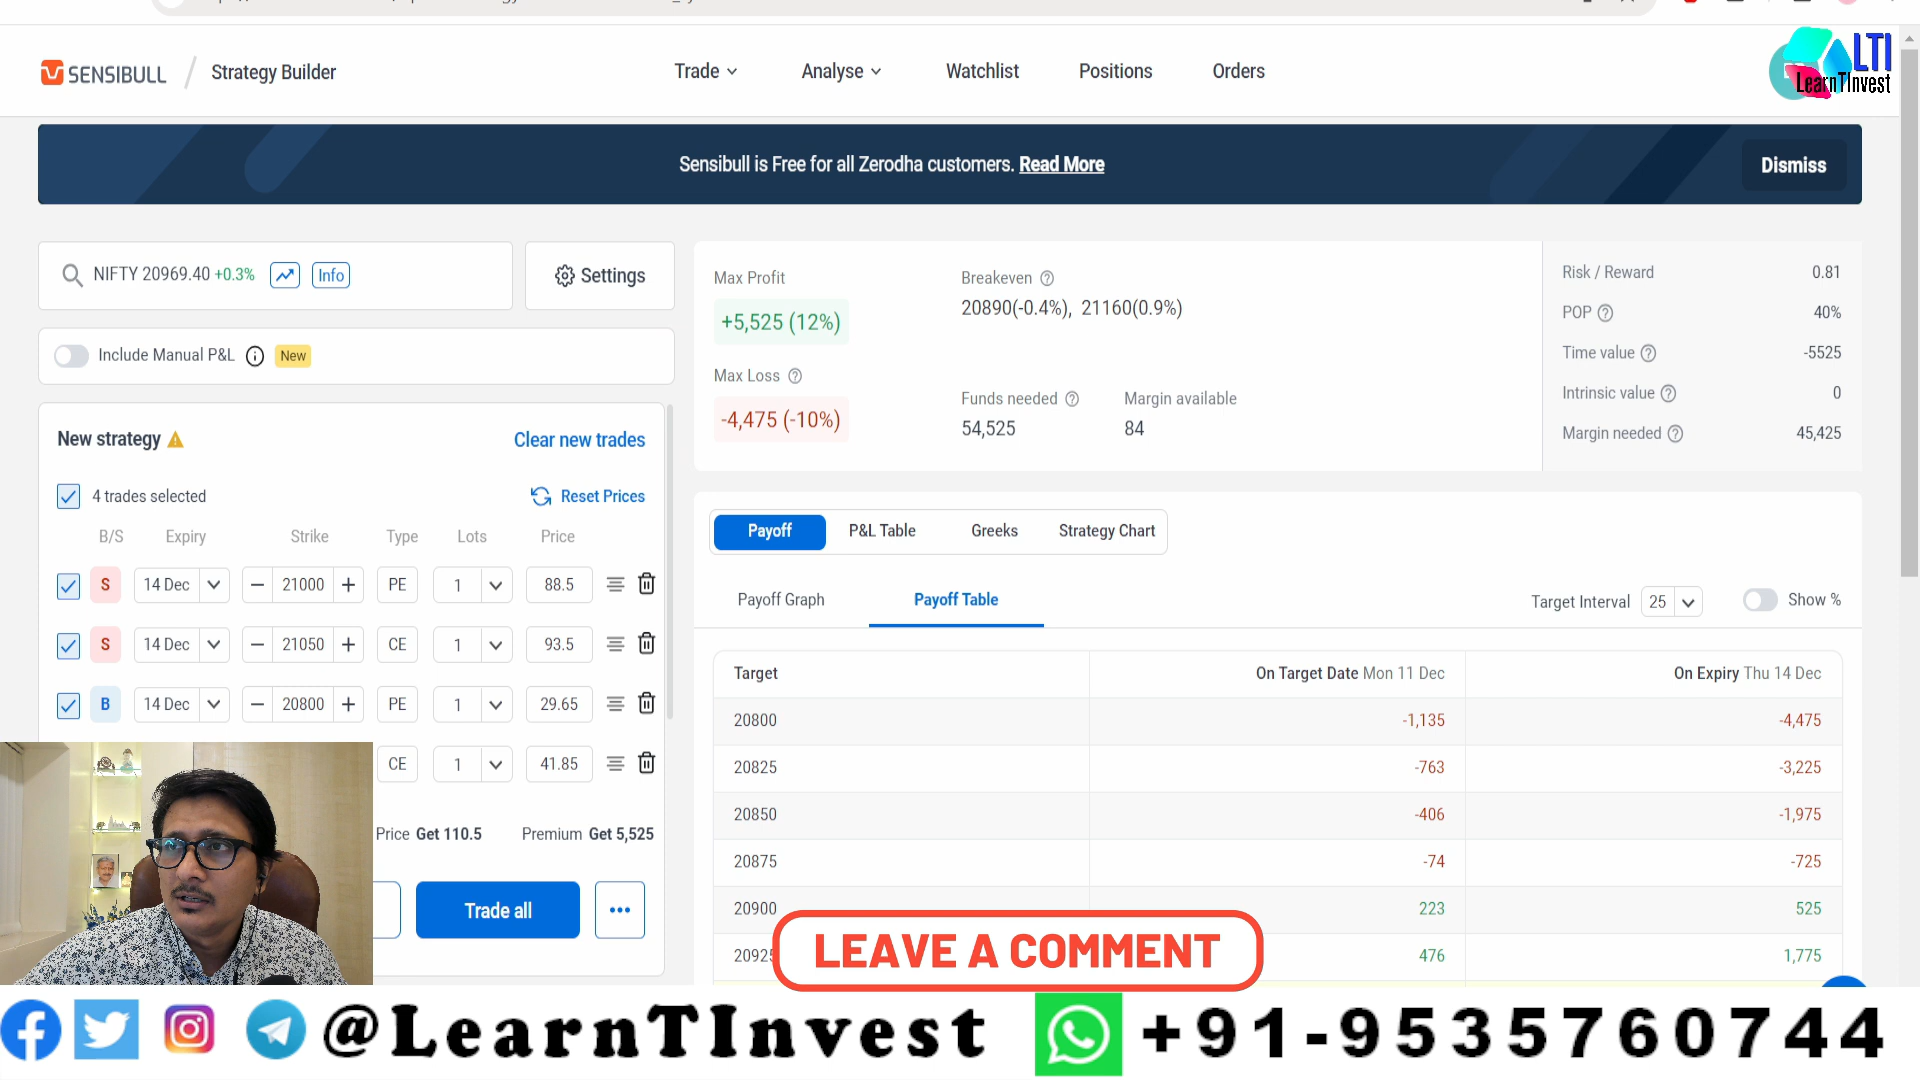 SENSIBULL / Strategy Builder
Trade Analyse Watchlist Positions Orders
LTI
LearnTInvest
Sensibull is Free for all Zerodha customers. Read More
Dismiss
NIFTY 20969.40 +0.3% Info
Settings
Include Manual P&L New
New strategy
Clear new trades
4 trades selected
Reset Prices
B/S Expiry Strike Type Lots Price
S 14 Dec − 21000 + PE 1 88.5
S 14 Dec − 21050 + CE 1 93.5
B 14 Dec − 20800 + PE 1 29.65
CE 1 41.85
Price Get 110.5 Premium Get 5,525
Trade all
Max Profit
+5,525 (12%)
Max Loss
-4,475 (-10%)
Breakeven
20890(-0.4%), 21160(0.9%)
Funds needed
54,525
Margin available
84
Risk / Reward 0.81
POP 40%
Time value -5525
Intrinsic value 0
Margin needed 45,425
Payoff P&L Table Greeks Strategy Chart
Payoff Graph Payoff Table
Target Interval 25 Show %
Target On Target Date Mon 11 Dec On Expiry Thu 14 Dec
20800 -1,135 -4,475
20825 -763 -3,225
20850 -406 -1,975
20875 -74 -725
20900 223 525
20925 476 1,775
LEAVE A COMMENT
@LearnTInvest +91-9535760744